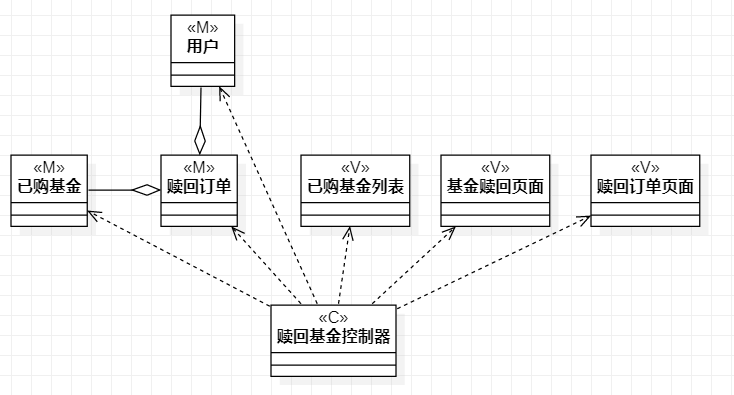 «M»
用户
«M»
已购基金
«M»
赎回订单
«V»
已购基金列表
«V»
基金赎回页面
«V»
赎回订单页面
«C»
赎回基金控制器